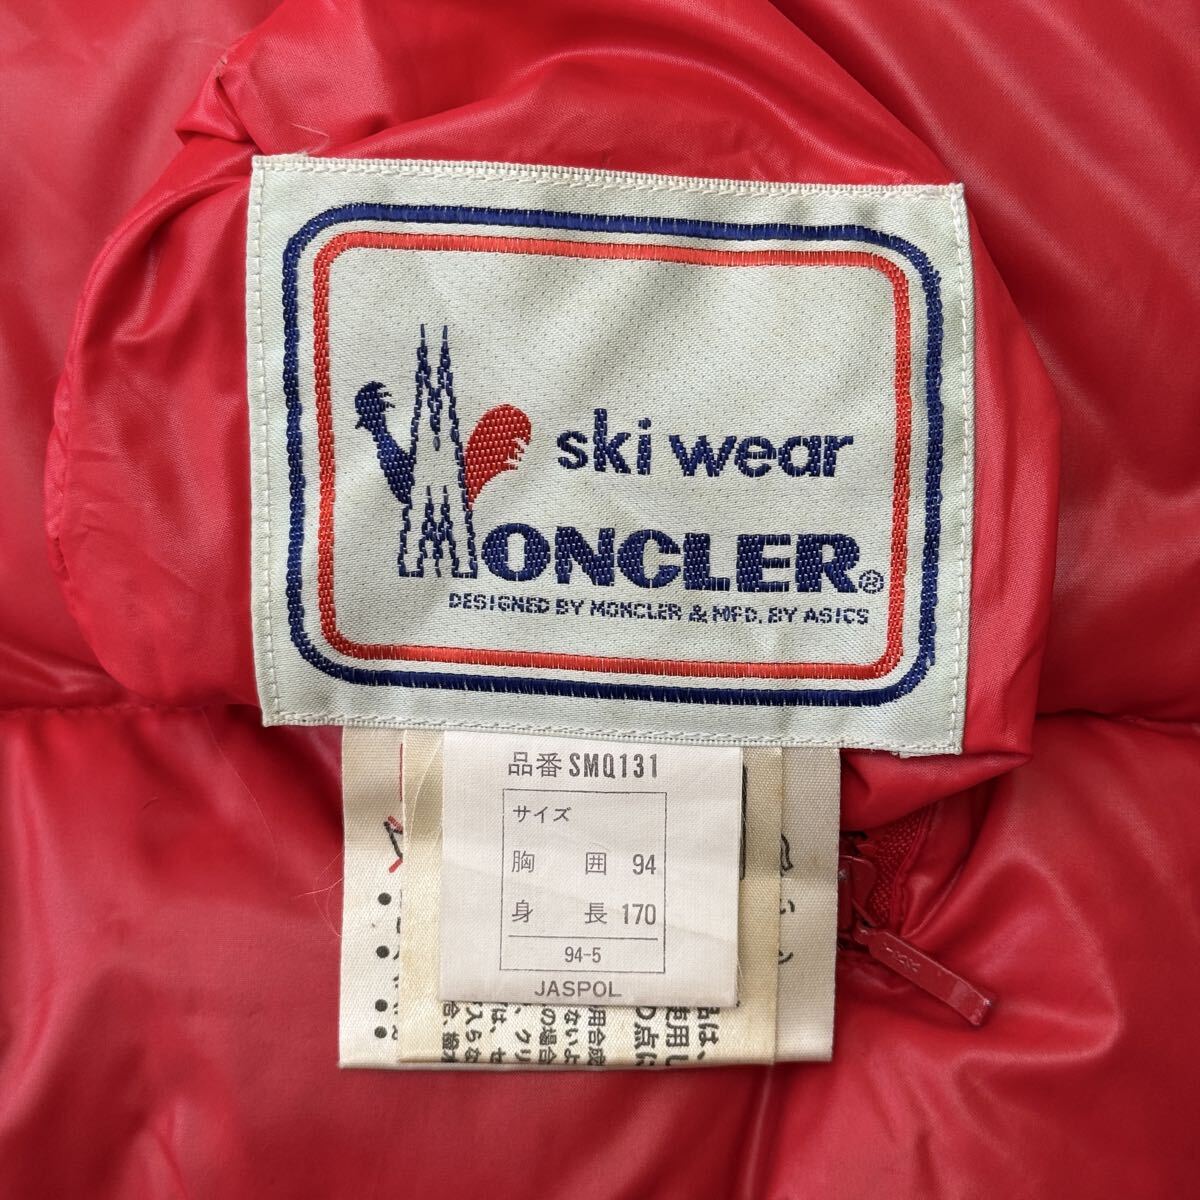 ski wear
MONCLER®
DESIGNED BY MONCLER & MFD. BY ASICS
品番 SMQ131
サイズ
胸 囲 94
身 長 170
94-5
JASPOL
YKK